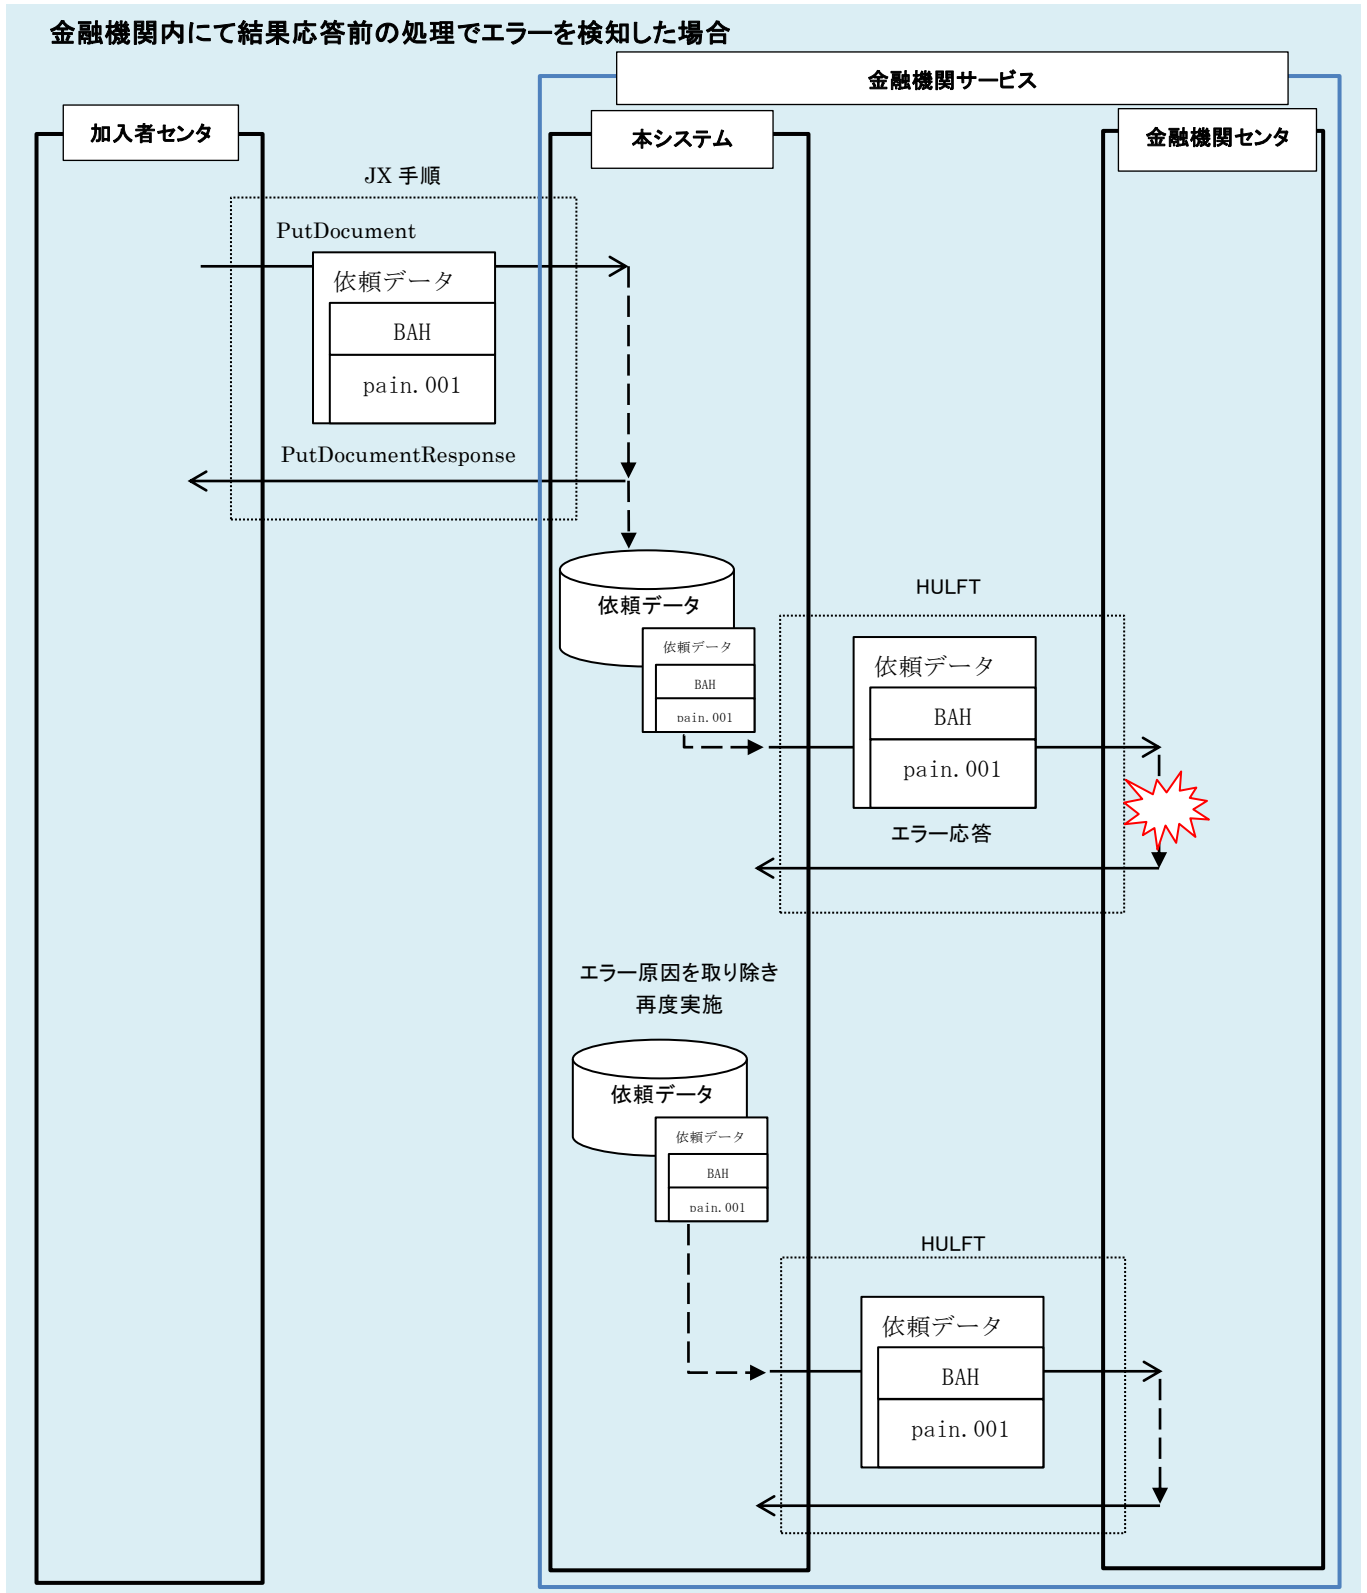 金融機関内にて結果応答前の処理でエラーを検知した場合
金融機関サービス
加入者センタ
本システム
金融機関センタ
JX 手順
PutDocument
依頼データ
BAH
pain.001
PutDocumentResponse
依頼データ
依頼データ
BAH
pain.001
HULFT
依頼データ
BAH
pain.001
エラー応答
エラー原因を取り除き
再度実施
依頼データ
依頼データ
BAH
pain.001
HULFT
依頼データ
BAH
pain.001